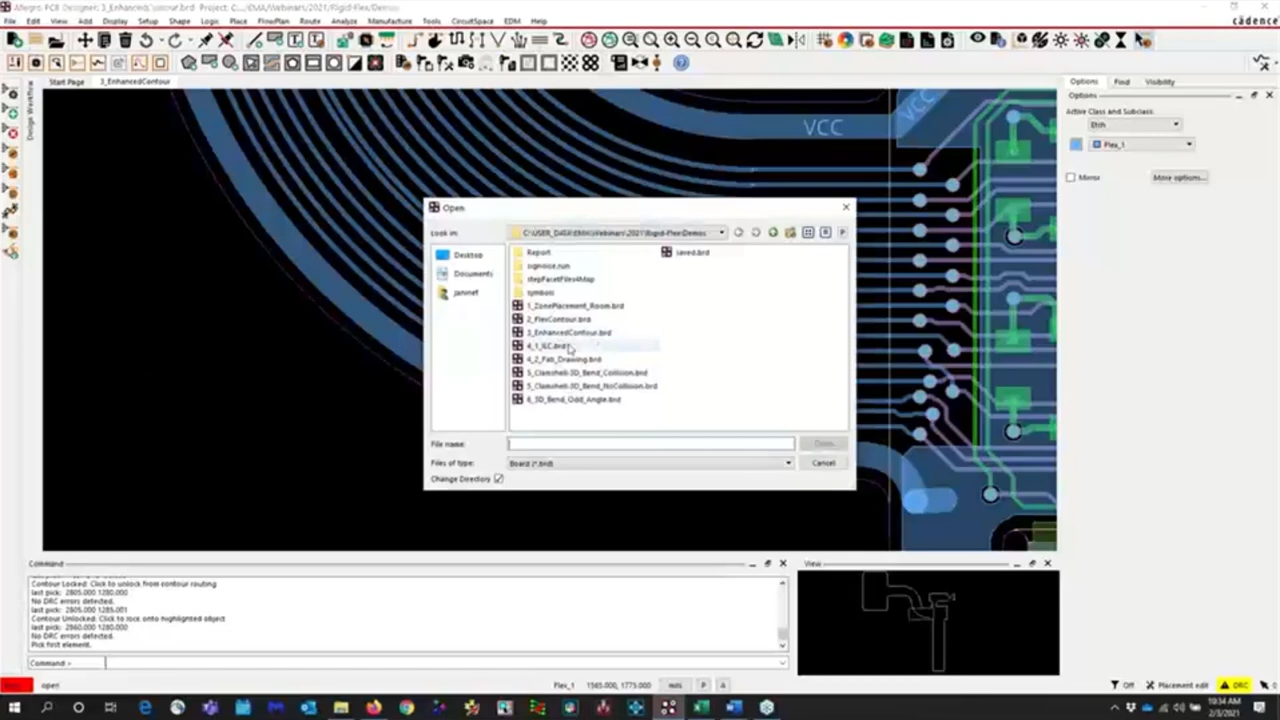 Allegro PCB Designer: 3_EnhancedContour.brd Project: C:/.../EMA/Webinars/2021/Rigid-Flex/Demos
File Edit View Add Display Setup Shape Logic Place FlowPlan Route Analyze Manufacture Tools CircuitSpace EDM Help
cādence
Start Page 3_EnhancedContour
Design Workflow
VCC
VCC
Options Find Visibility
Options
Active Class and Subclass:
Etch
Flex_1
Mirror More options...
Open
Look in: C:\USER_DATA\EMA\Webinars\2021\Rigid-Flex\Demos
Desktop
Documents
janinef
Report
signoise.run
stepFacetFiles4Map
symbols
1_ZonePlacement_Room.brd
2_FlexContour.brd
3_EnhancedContour.brd
4_1_ILC.brd
4_2_Fab_Drawing.brd
5_Clamshell-3D_Bend_Collision.brd
5_Clamshell-3D_Bend_NoCollision.brd
6_3D_Bend_Odd_Angle.brd
saved.brd
File name: Open
Files of type: Board (*.brd) Cancel
Change Directory
Command
Contour Locked: Click to unlock from contour routing
last pick: 2805.000 1280.000
No DRC errors detected.
last pick: 2805.000 1285.001
Contour Unlocked: Click to lock onto highlighted object
last pick: 2860.000 1280.000
No DRC errors detected.
Pick first element.
Command >
View
open Flex_1 1565.000, 1775.000 mils P A Off Placement edit DRC 0
10:34 AM
2/5/2021